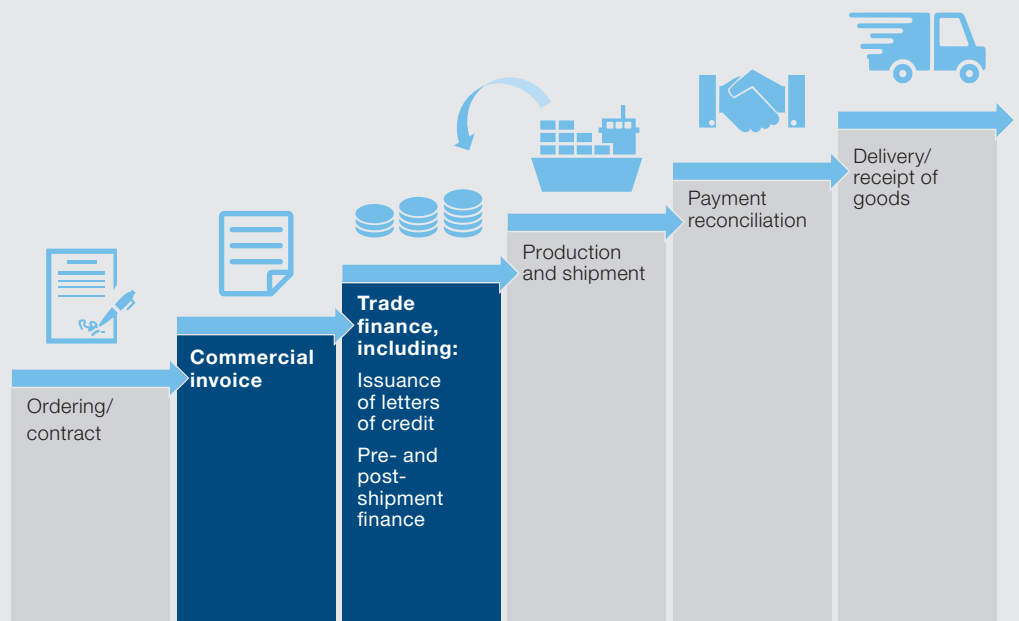 Ordering/
contract
Commercial
invoice
Trade
finance,
including:
Issuance
of letters
of credit
Pre- and
post-
shipment
finance
Production
and shipment
Payment
reconciliation
Delivery/
receipt of
goods